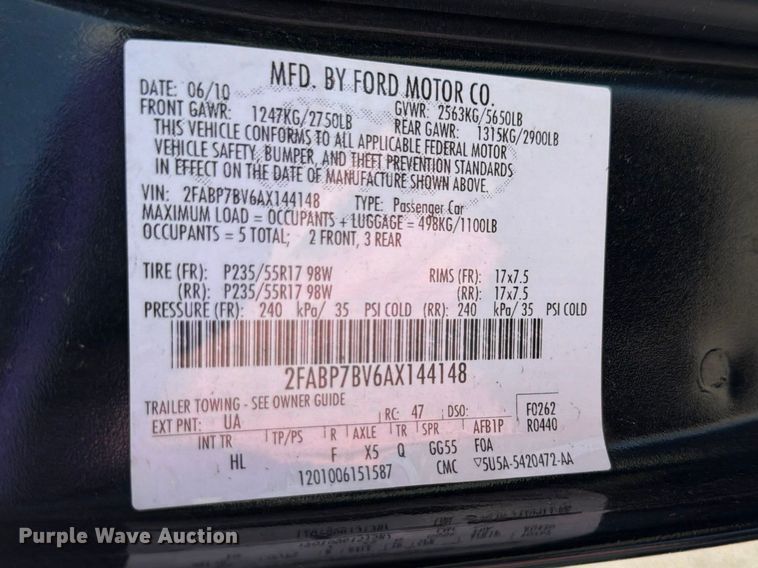 MFD. BY FORD MOTOR CO.
DATE: 06/10 GVWR: 2563KG/5650LB
FRONT GAWR: 1247KG/2750LB REAR GAWR: 1315KG/2900LB
THIS VEHICLE CONFORMS TO ALL APPLICABLE FEDERAL MOTOR
VEHICLE SAFETY, BUMPER, AND THEFT PREVENTION STANDARDS
IN EFFECT ON THE DATE OF MANUFACTURE SHOWN ABOVE.
VIN: 2FABP7BV6AX144148 TYPE: Passenger Car
MAXIMUM LOAD = OCCUPANTS + LUGGAGE = 498KG/1100LB
OCCUPANTS = 5 TOTAL; 2 FRONT, 3 REAR
TIRE (FR): P235/55R17 98W RIMS (FR): 17x7.5
(RR): P235/55R17 98W (RR): 17x7.5
PRESSURE (FR): 240 kPa/ 35 PSI COLD (RR): 240 kPa/ 35 PSI COLD
2FABP7BV6AX144148
TRAILER TOWING - SEE OWNER GUIDE
EXT PNT: UA RC: 47 DSO: F0262
INT TR TP/PS R AXLE TR SPR AFB1P R0440
HL F X5 Q GG55 FOA
1201006151587 CMC 5U5A-5420472-AA
Purple Wave Auction